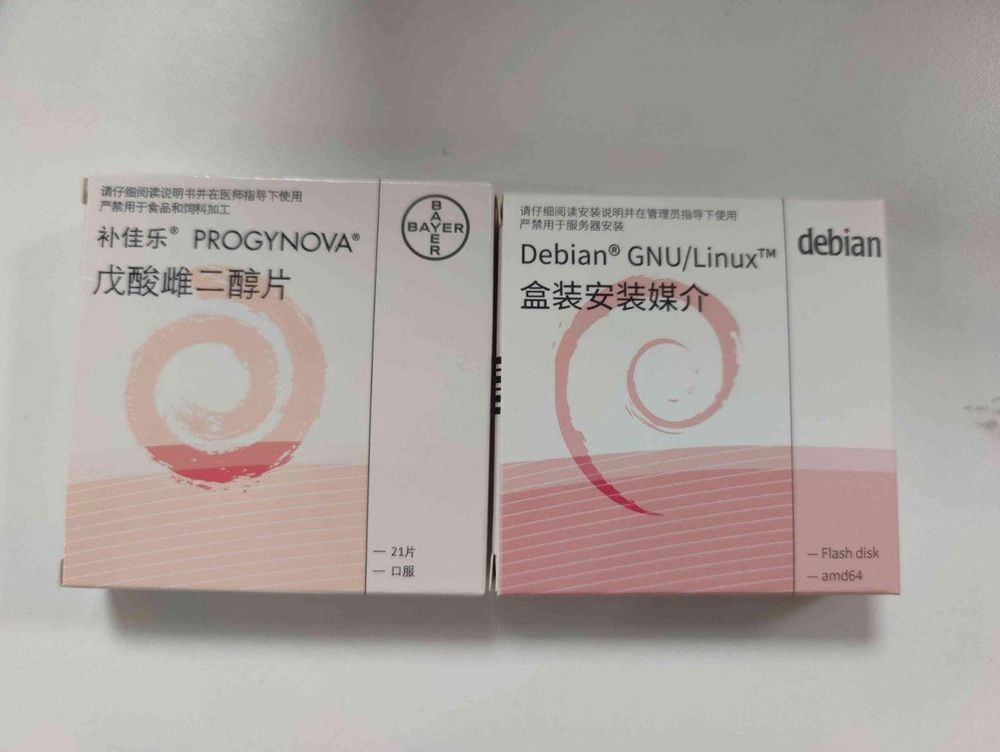 请仔细阅读说明书并在医师指导下使用
严禁用于食品和饲料加工
补佳乐® PROGYNOVA®
戊酸雌二醇片
BAYER
BAYER
— 21片
— 口服
请仔细阅读安装说明并在管理员指导下使用
严禁用于服务器安装
Debian® GNU/Linux™
盒装安装媒介
debian
— Flash disk
— amd64